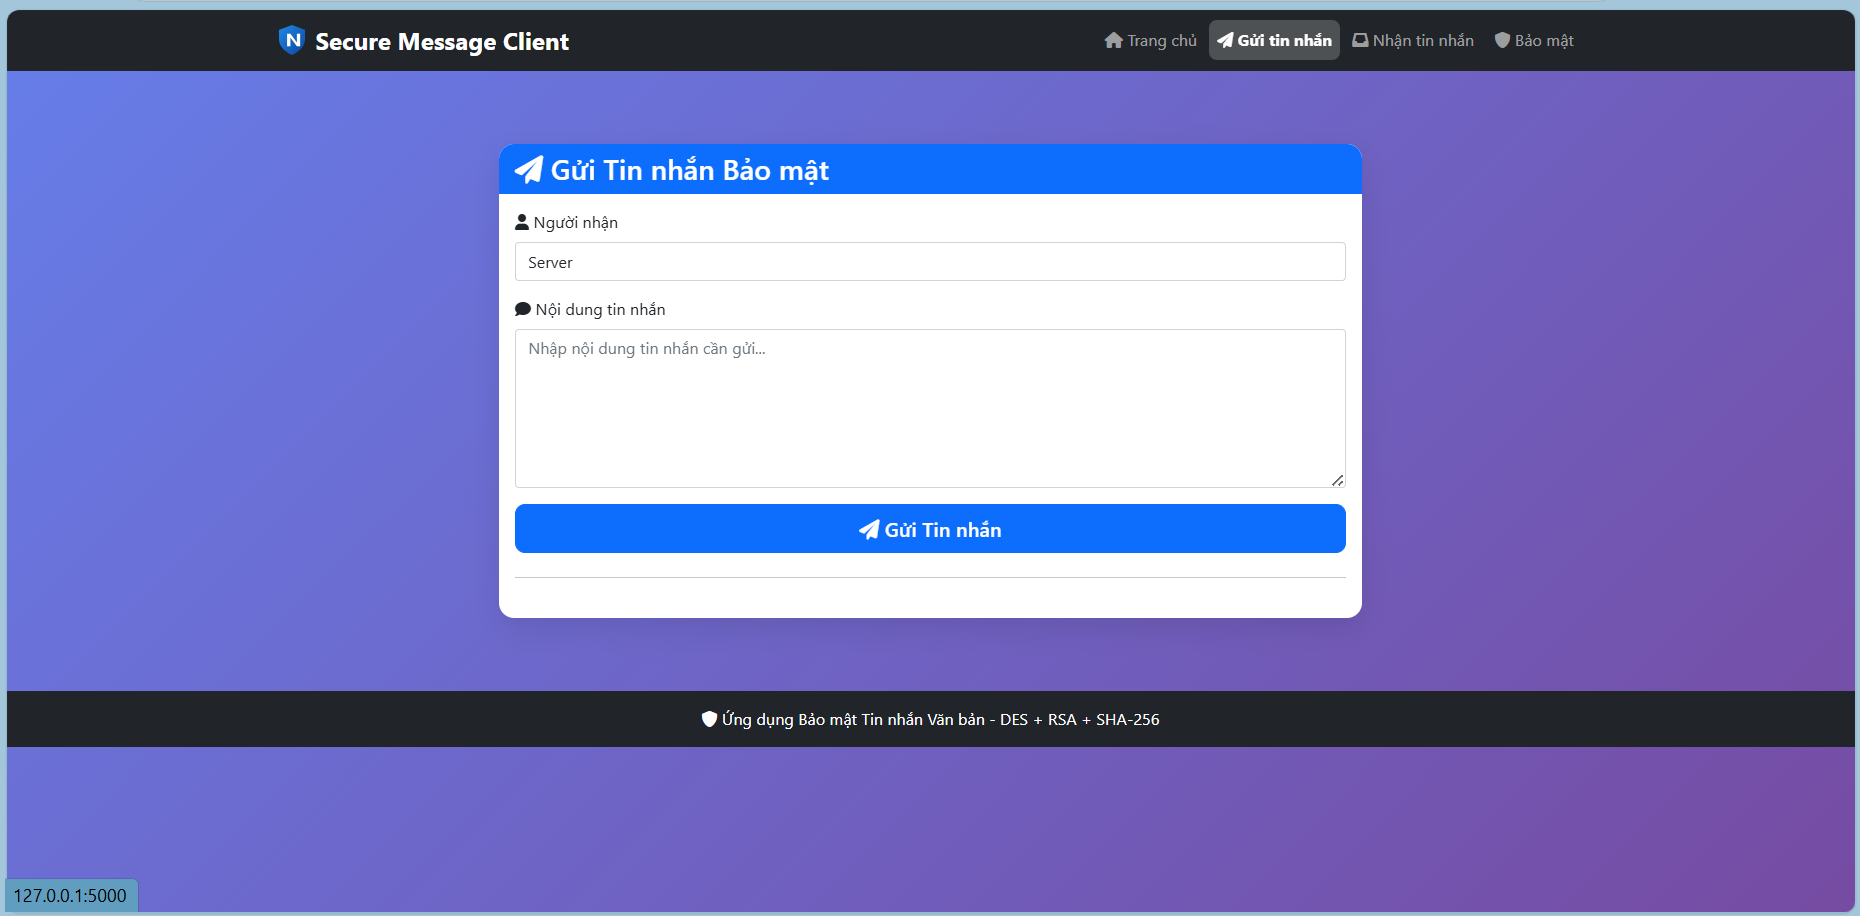 N Secure Message Client
Trang chủ Gửi tin nhắn Nhận tin nhắn Bảo mật
Gửi Tin nhắn Bảo mật
Người nhận
Server
Nội dung tin nhắn
Nhập nội dung tin nhắn cần gửi...
Gửi Tin nhắn
Ứng dụng Bảo mật Tin nhắn Văn bản - DES + RSA + SHA-256
127.0.0.1:5000